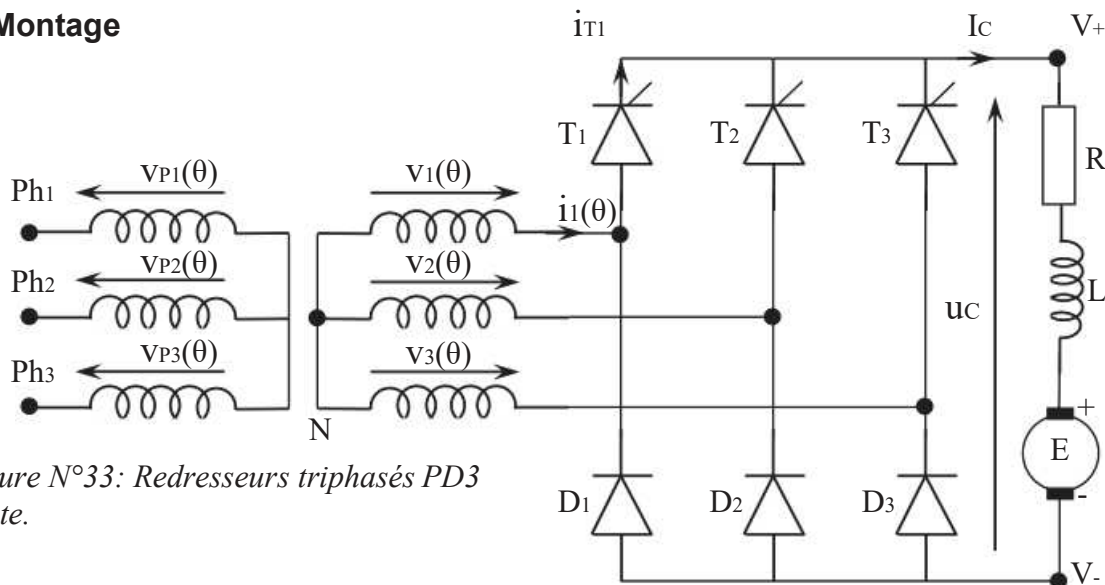 Montage
iT1
IC
V+
T1
T2
T3
R
Ph1
vP1(θ)
v1(θ)
i1(θ)
Ph2
vP2(θ)
v2(θ)
uC
L
Ph3
vP3(θ)
v3(θ)
N
+
E
-
ure N°33: Redresseurs triphasés PD3
te.
D1
D2
D3
V-